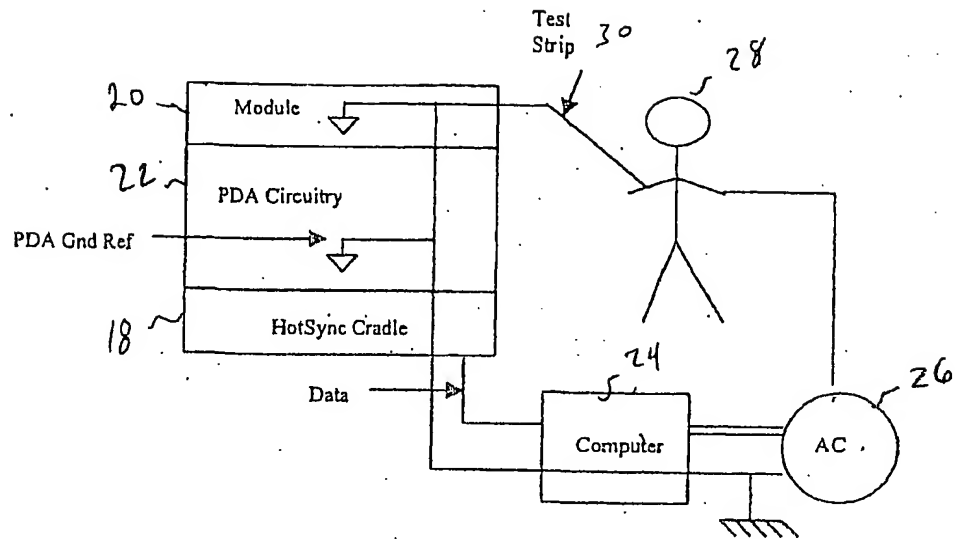 Test
Strip 30
28
20
Module
22
PDA Circuitry
PDA Gnd Ref
18
HotSync Cradle
24
26
Data
Computer
AC